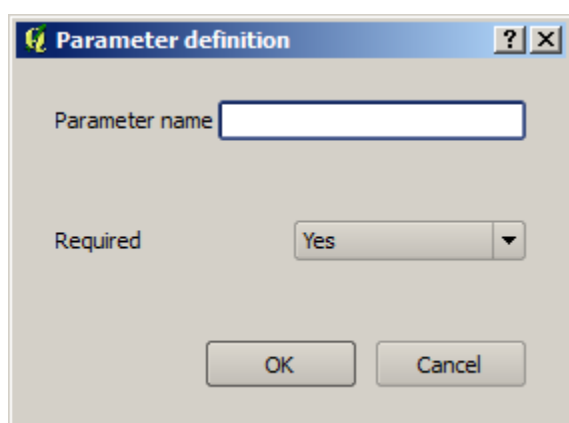 Parameter definition
Parameter name
Required Yes
OK Cancel